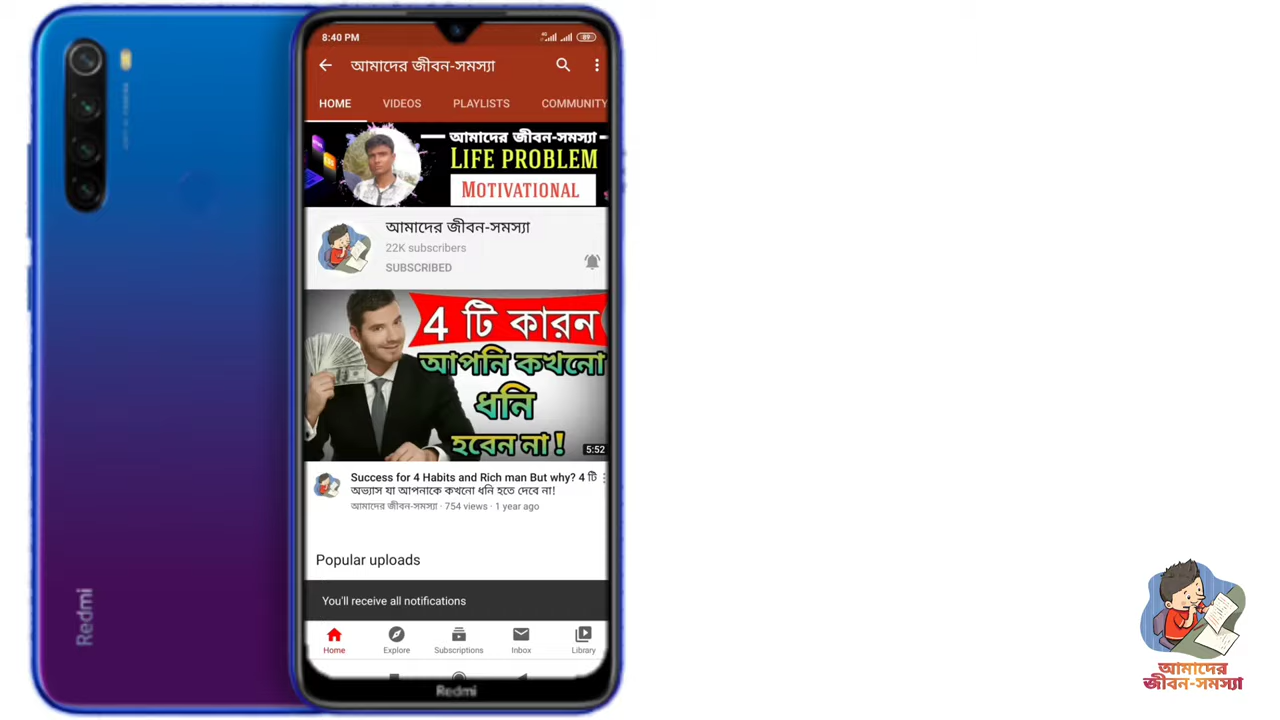 8:40 PM
4G
89
আমাদের জীবন-সমস্যা
HOME VIDEOS PLAYLISTS COMMUNITY
আমাদের জীবন-সমস্যা
LIFE PROBLEM
MOTIVATIONAL
আমাদের জীবন-সমস্যা
22K subscribers
SUBSCRIBED
4 টি কারন
আপনি কখনো
ধনি
হবেন না!
5:52
Success for 4 Habits and Rich man But why? 4 টি
অভ্যাস যা আপনাকে কখনো ধনি হতে দেবে না!
আমাদের জীবন-সমস্যা · 754 views · 1 year ago
Popular uploads
You'll receive all notifications
Home Explore Subscriptions Inbox Library
Redmi
Redmi
আমাদের
জীবন-সমস্যা